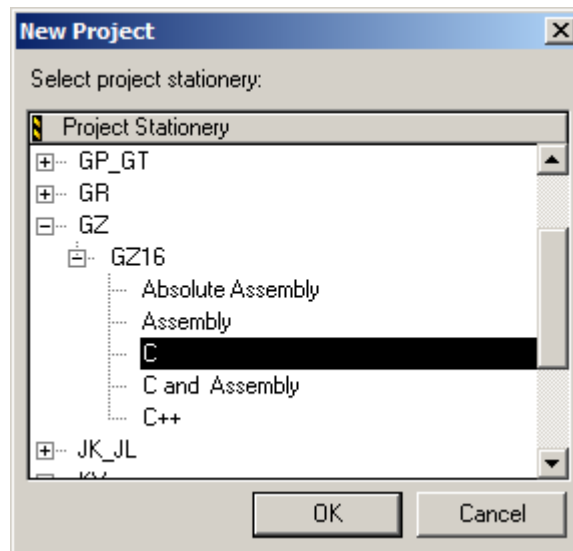 New Project
Select project stationery:
Project Stationery
GP_GT
GR
GZ
GZ16
Absolute Assembly
Assembly
C
C and Assembly
C++
JK_JL
OK Cancel